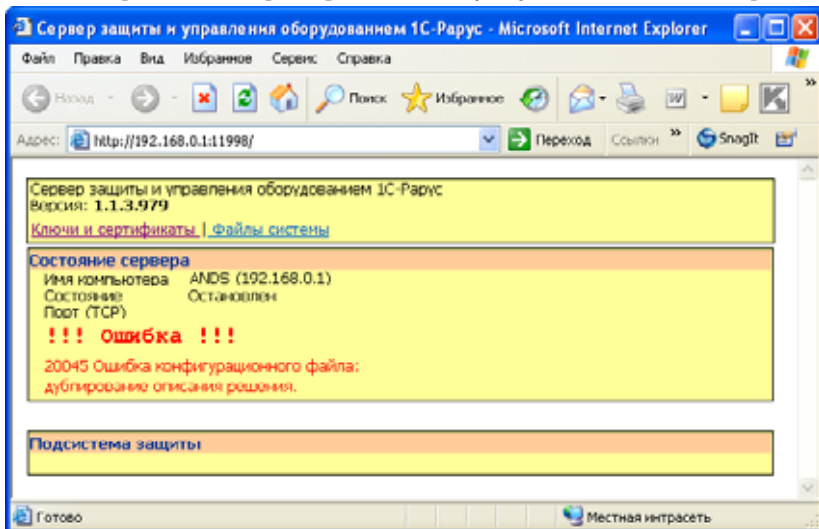 Сервер защиты и управления оборудованием 1С-Рарус - Microsoft Internet Explorer
Файл Правка Вид Избранное Сервис Справка
Назад Поиск Избранное
Адрес: http://192.168.0.1:11998/ Переход Ссылки » SnagIt
Сервер защиты и управления оборудованием 1С-Рарус
Версия: 1.1.3.979
Ключи и сертификаты | Файлы системы
Состояние сервера
Имя компьютера ANDS (192.168.0.1)
Состояние Остановлен
Порт (TCP)
!!! Ошибка !!!
20045 Ошибка конфигурационного файла:
дублирование описания решения.
Подсистема защиты
Готово Местная интрасеть